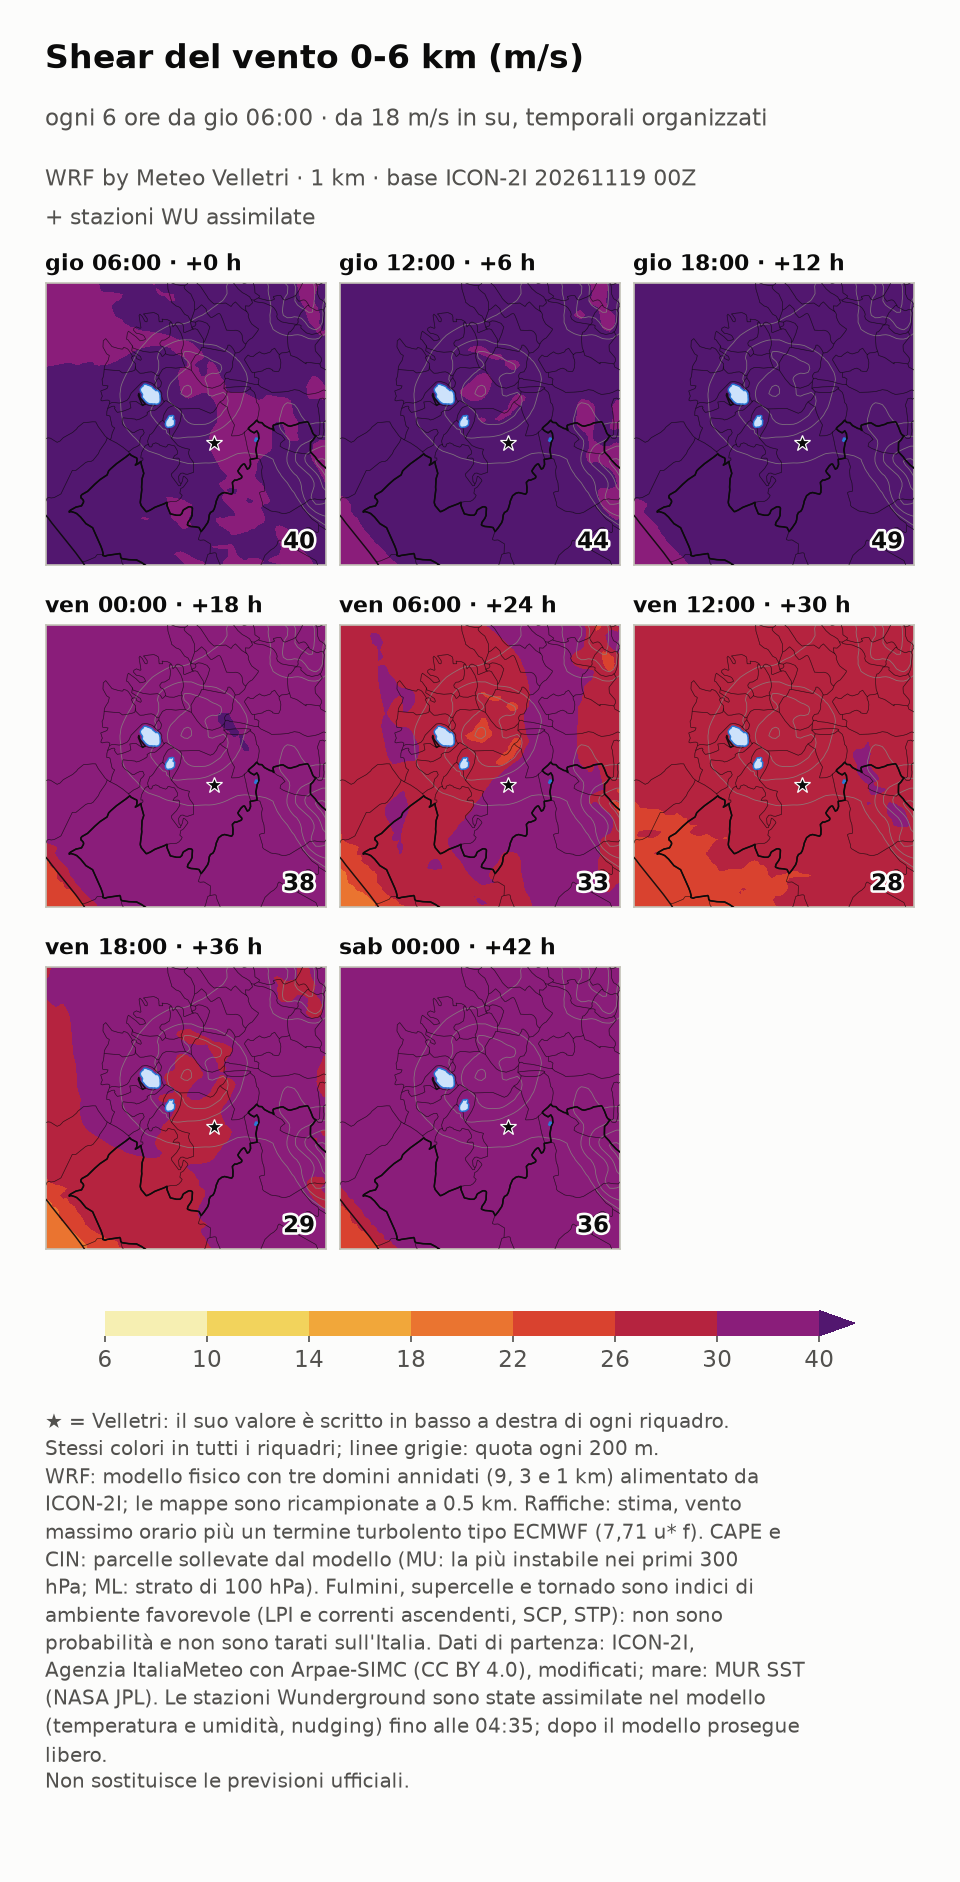 Shear del vento 0-6 km (m/s)
ogni 6 ore da gio 06:00 · da 18 m/s in su, temporali organizzati
WRF by Meteo Velletri · 1 km · base ICON-2I 20261119 00Z
+ stazioni WU assimilate
gio 06:00 · +0 h
gio 12:00 · +6 h
gio 18:00 · +12 h
40
44
49
ven 00:00 · +18 h
ven 06:00 · +24 h
ven 12:00 · +30 h
38
33
28
ven 18:00 · +36 h
sab 00:00 · +42 h
29
36
6 10 14 18 22 26 30 40
★ = Velletri: il suo valore è scritto in basso a destra di ogni riquadro.
Stessi colori in tutti i riquadri; linee grigie: quota ogni 200 m.
WRF: modello fisico con tre domini annidati (9, 3 e 1 km) alimentato da
ICON-2I; le mappe sono ricampionate a 0.5 km. Raffiche: stima, vento
massimo orario più un termine turbolento tipo ECMWF (7,71 u* f). CAPE e
CIN: parcelle sollevate dal modello (MU: la più instabile nei primi 300
hPa; ML: strato di 100 hPa). Fulmini, supercelle e tornado sono indici di
ambiente favorevole (LPI e correnti ascendenti, SCP, STP): non sono
probabilità e non sono tarati sull'Italia. Dati di partenza: ICON-2I,
Agenzia ItaliaMeteo con Arpae-SIMC (CC BY 4.0), modificati; mare: MUR SST
(NASA JPL). Le stazioni Wunderground sono state assimilate nel modello
(temperatura e umidità, nudging) fino alle 04:35; dopo il modello prosegue
libero.
Non sostituisce le previsioni ufficiali.